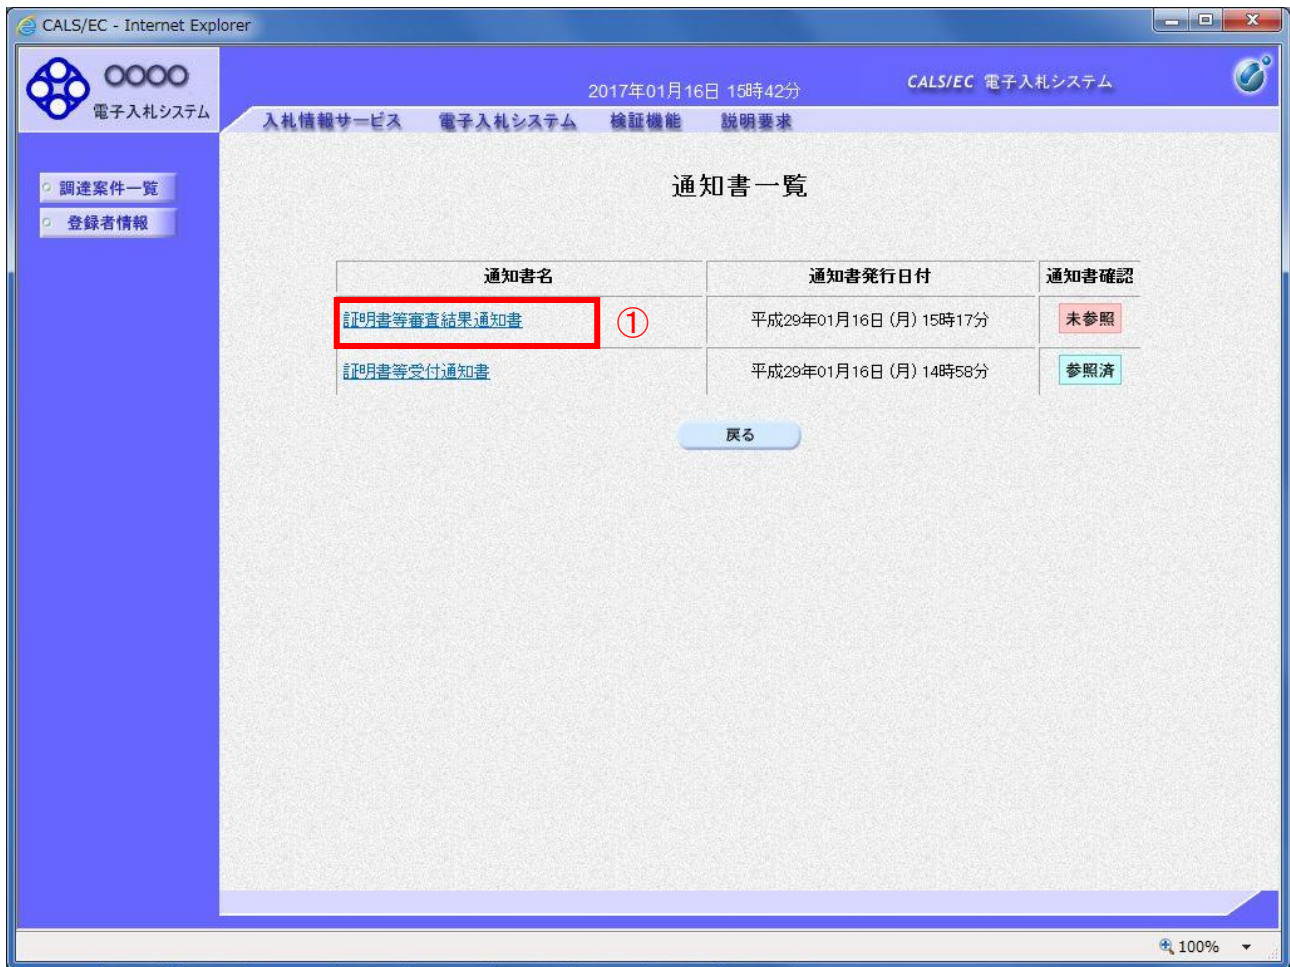 CALS/EC - Internet Explorer
○○○○
電子入札システム
2017年01月16日 15時42分
CALS/EC 電子入札システム
入札情報サービス 電子入札システム 検証機能 説明要求
調達案件一覧
登録者情報
通知書一覧
通知書名 通知書発行日付 通知書確認
証明書等審査結果通知書 ① 平成29年01月16日 (月) 15時17分 未参照
証明書等受付通知書 平成29年01月16日 (月) 14時58分 参照済
戻る
100%